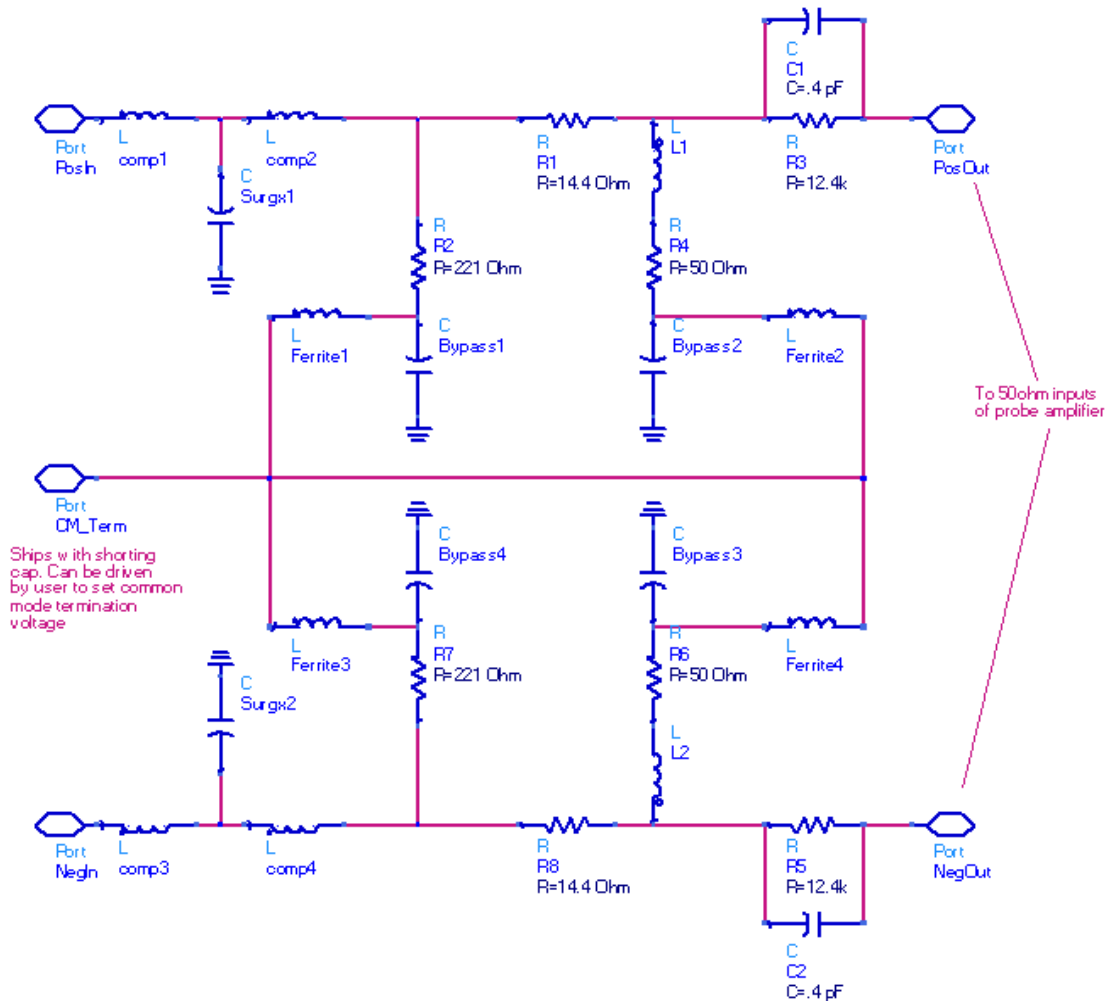 C
C1
C=.4 pF
Port
PosIn
L
comp1
L
comp2
R
R1
R=14.4 Ohm
L
L1
R
R3
R=12.4k
Port
PosOut
C
Surgx1
R
R2
R=221 Ohm
R
R4
R=50 Ohm
L
Ferrite1
C
Bypass1
C
Bypass2
L
Ferrite2
To 50ohm inputs
of probe amplifier
Port
CM_Term
Ships with shorting
cap. Can be driven
by user to set common
mode termination
voltage
C
Bypass4
C
Bypass3
L
Ferrite3
R
R7
R=221 Ohm
R
R6
R=50 Ohm
L
Ferrite4
C
Surgx2
L
L2
Port
NegIn
L
comp3
L
comp4
R
R8
R=14.4 Ohm
R
R5
R=12.4k
Port
NegOut
C
C2
C=.4 pF